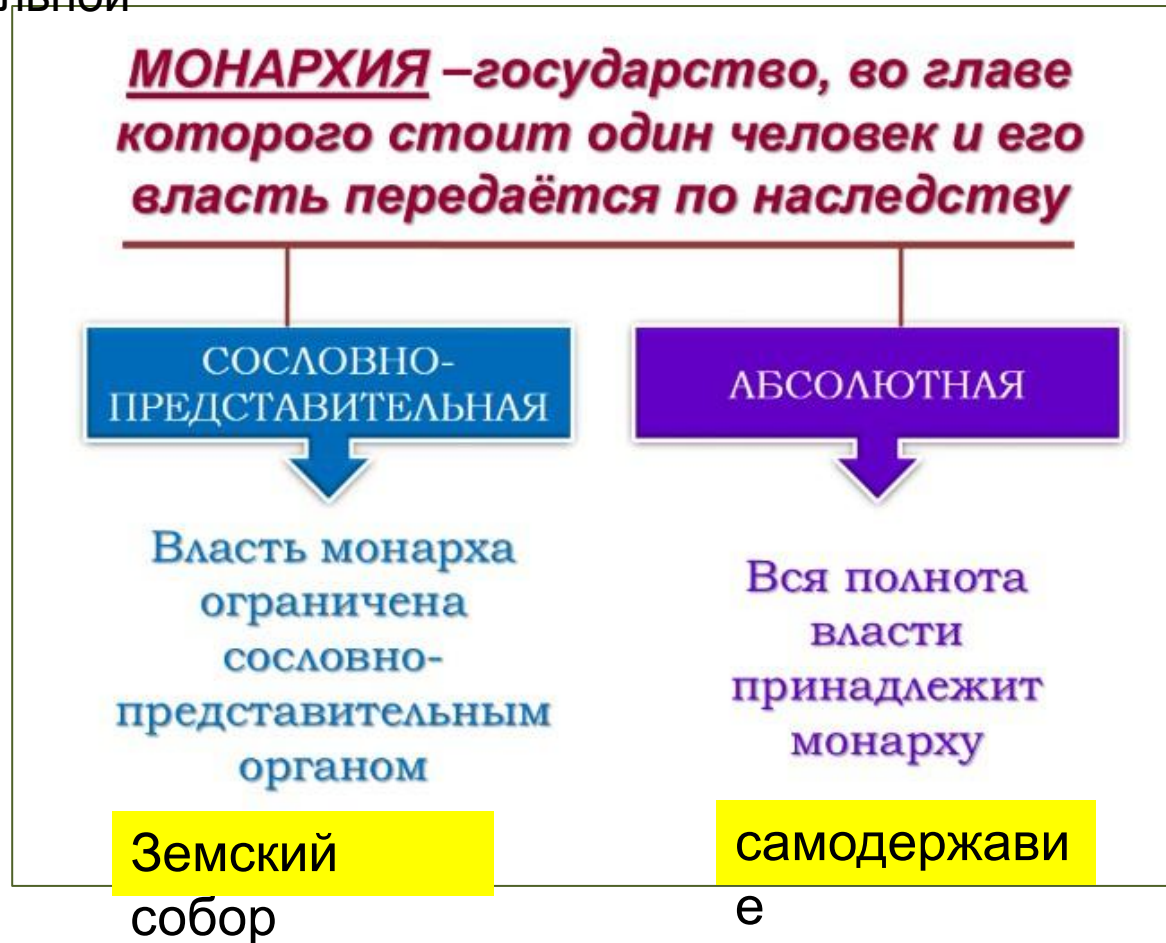 МОНАРХИЯ –государство, во главе
которого стоит один человек и его
власть передаётся по наследству
СОСЛОВНО-
ПРЕДСТАВИТЕЛЬНАЯ
АБСОЛЮТНАЯ
Власть монарха
ограничена
сословно-
представительным
органом
Вся полнота
власти
принадлежит
монарху
Земский
собор
самодержави
е